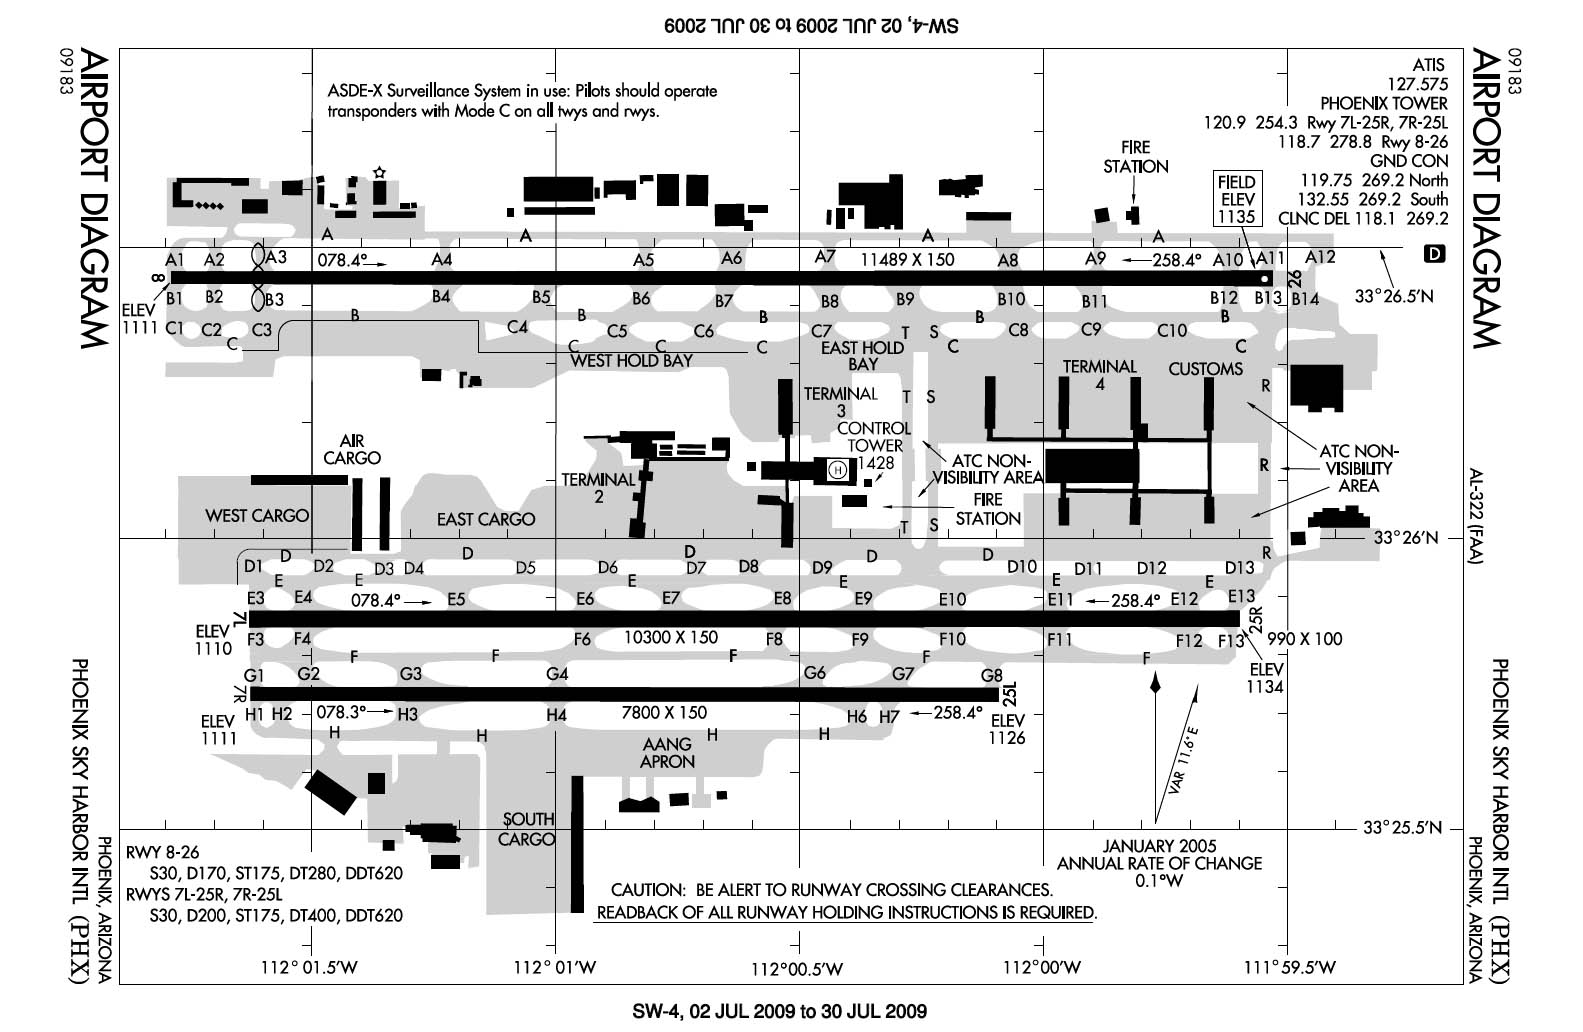 SW-4, 02 JUL 2009 to 30 JUL 2009
09183
AIRPORT DIAGRAM
AIRPORT DIAGRAM
09183
ASDE-X Surveillance System in use: Pilots should operate
transponders with Mode C on all twys and rwys.
ATIS
127.575
PHOENIX TOWER
120.9 254.3 Rwy 7L-25R, 7R-25L
118.7 278.8 Rwy 8-26
GND CON
119.75 269.2 North
132.55 269.2 South
CLNC DEL 118.1 269.2
FIRE
STATION
FIELD
ELEV
1135
D
A A A A
A1 A2 A3 078.4° A4 A5 A6 A7 11489 X 150 A8 A9 258.4° A10 A11 A12
8
26
33°26.5'N
B1 B2 B3 B4 B5 B6 B7 B8 B9 B10 B11 B12 B13 B14
ELEV
1111
B B B B B
C1 C2 C3 C4 C5 C6 C7 T S C8 C9 C10
C C C C C C
WEST HOLD BAY
EAST HOLD
BAY
TERMINAL
4
CUSTOMS
R
TERMINAL
3
T S
CONTROL
TOWER
1428
H
AIR
CARGO
TERMINAL
2
ATC NON-
VISIBILITY AREA
R
ATC NON-
VISIBILITY
AREA
FIRE
STATION
WEST CARGO
EAST CARGO
T S
33°26'N
D D D D D R
D1 D2 D3 D4 D5 D6 D7 D8 D9 D10 D11 D12 D13
E E E E E E
E3 E4 078.4° E5 E6 E7 E8 E9 E10 E11 258.4° E12 E13
7L
25R
ELEV
1110
F3 F4 F6 10300 X 150 F8 F9 F10 F11 F12 F13 990 X 100
F F F F F
ELEV
1134
G1 G2 G3 G4 G6 G7 G8
7R
25L
H1 H2 078.3° H3 H4 7800 X 150 H6 H7 258.4°
ELEV
1111
ELEV
1126
H H H H
AANG
APRON
VAR 11.6° E
SOUTH
CARGO
33°25.5'N
JANUARY 2005
ANNUAL RATE OF CHANGE
0.1°W
RWY 8-26
S30, D170, ST175, DT280, DDT620
RWYS 7L-25R, 7R-25L
S30, D200, ST175, DT400, DDT620
CAUTION: BE ALERT TO RUNWAY CROSSING CLEARANCES.
READBACK OF ALL RUNWAY HOLDING INSTRUCTIONS IS REQUIRED.
112°01.5'W 112°01'W 112°00.5'W 112°00'W 111°59.5'W
PHOENIX, ARIZONA
PHOENIX SKY HARBOR INTL (PHX)
AL-322 (FAA)
PHOENIX, ARIZONA
PHOENIX SKY HARBOR INTL (PHX)
SW-4, 02 JUL 2009 to 30 JUL 2009